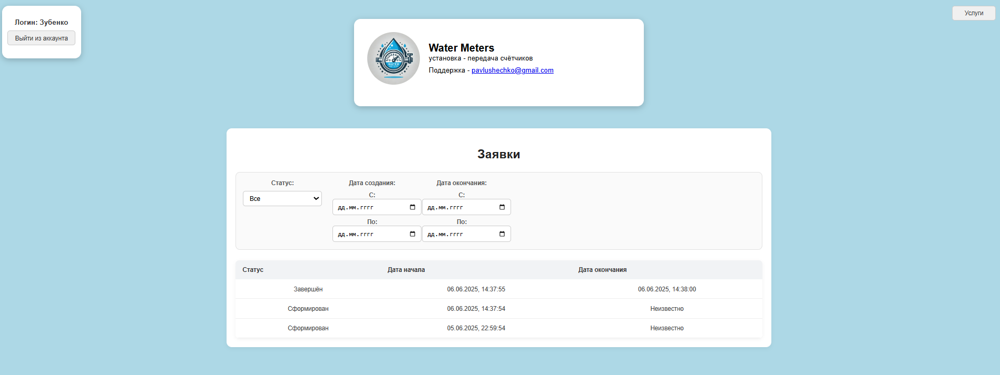 Логин: Зубенко
Выйти из аккаунта
Услуги
WATER
METERS
Water Meters
установка - передача счётчиков
Поддержка - pavlushechko@gmail.com
Заявки
Статус: Дата создания: Дата окончания:
Все
С: С:
дд.мм.гггг дд.мм.гггг
По: По:
дд.мм.гггг дд.мм.гггг
Статус Дата начала Дата окончания
Завершён 06.06.2025, 14:37:55 06.06.2025, 14:38:00
Сформирован 06.06.2025, 14:37:54 Неизвестно
Сформирован 05.06.2025, 22:59:54 Неизвестно